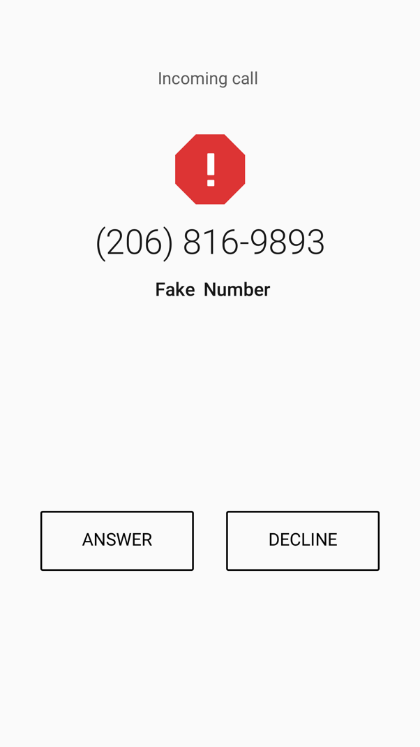 Incoming call
!
(206) 816-9893
Fake Number
ANSWER
DECLINE